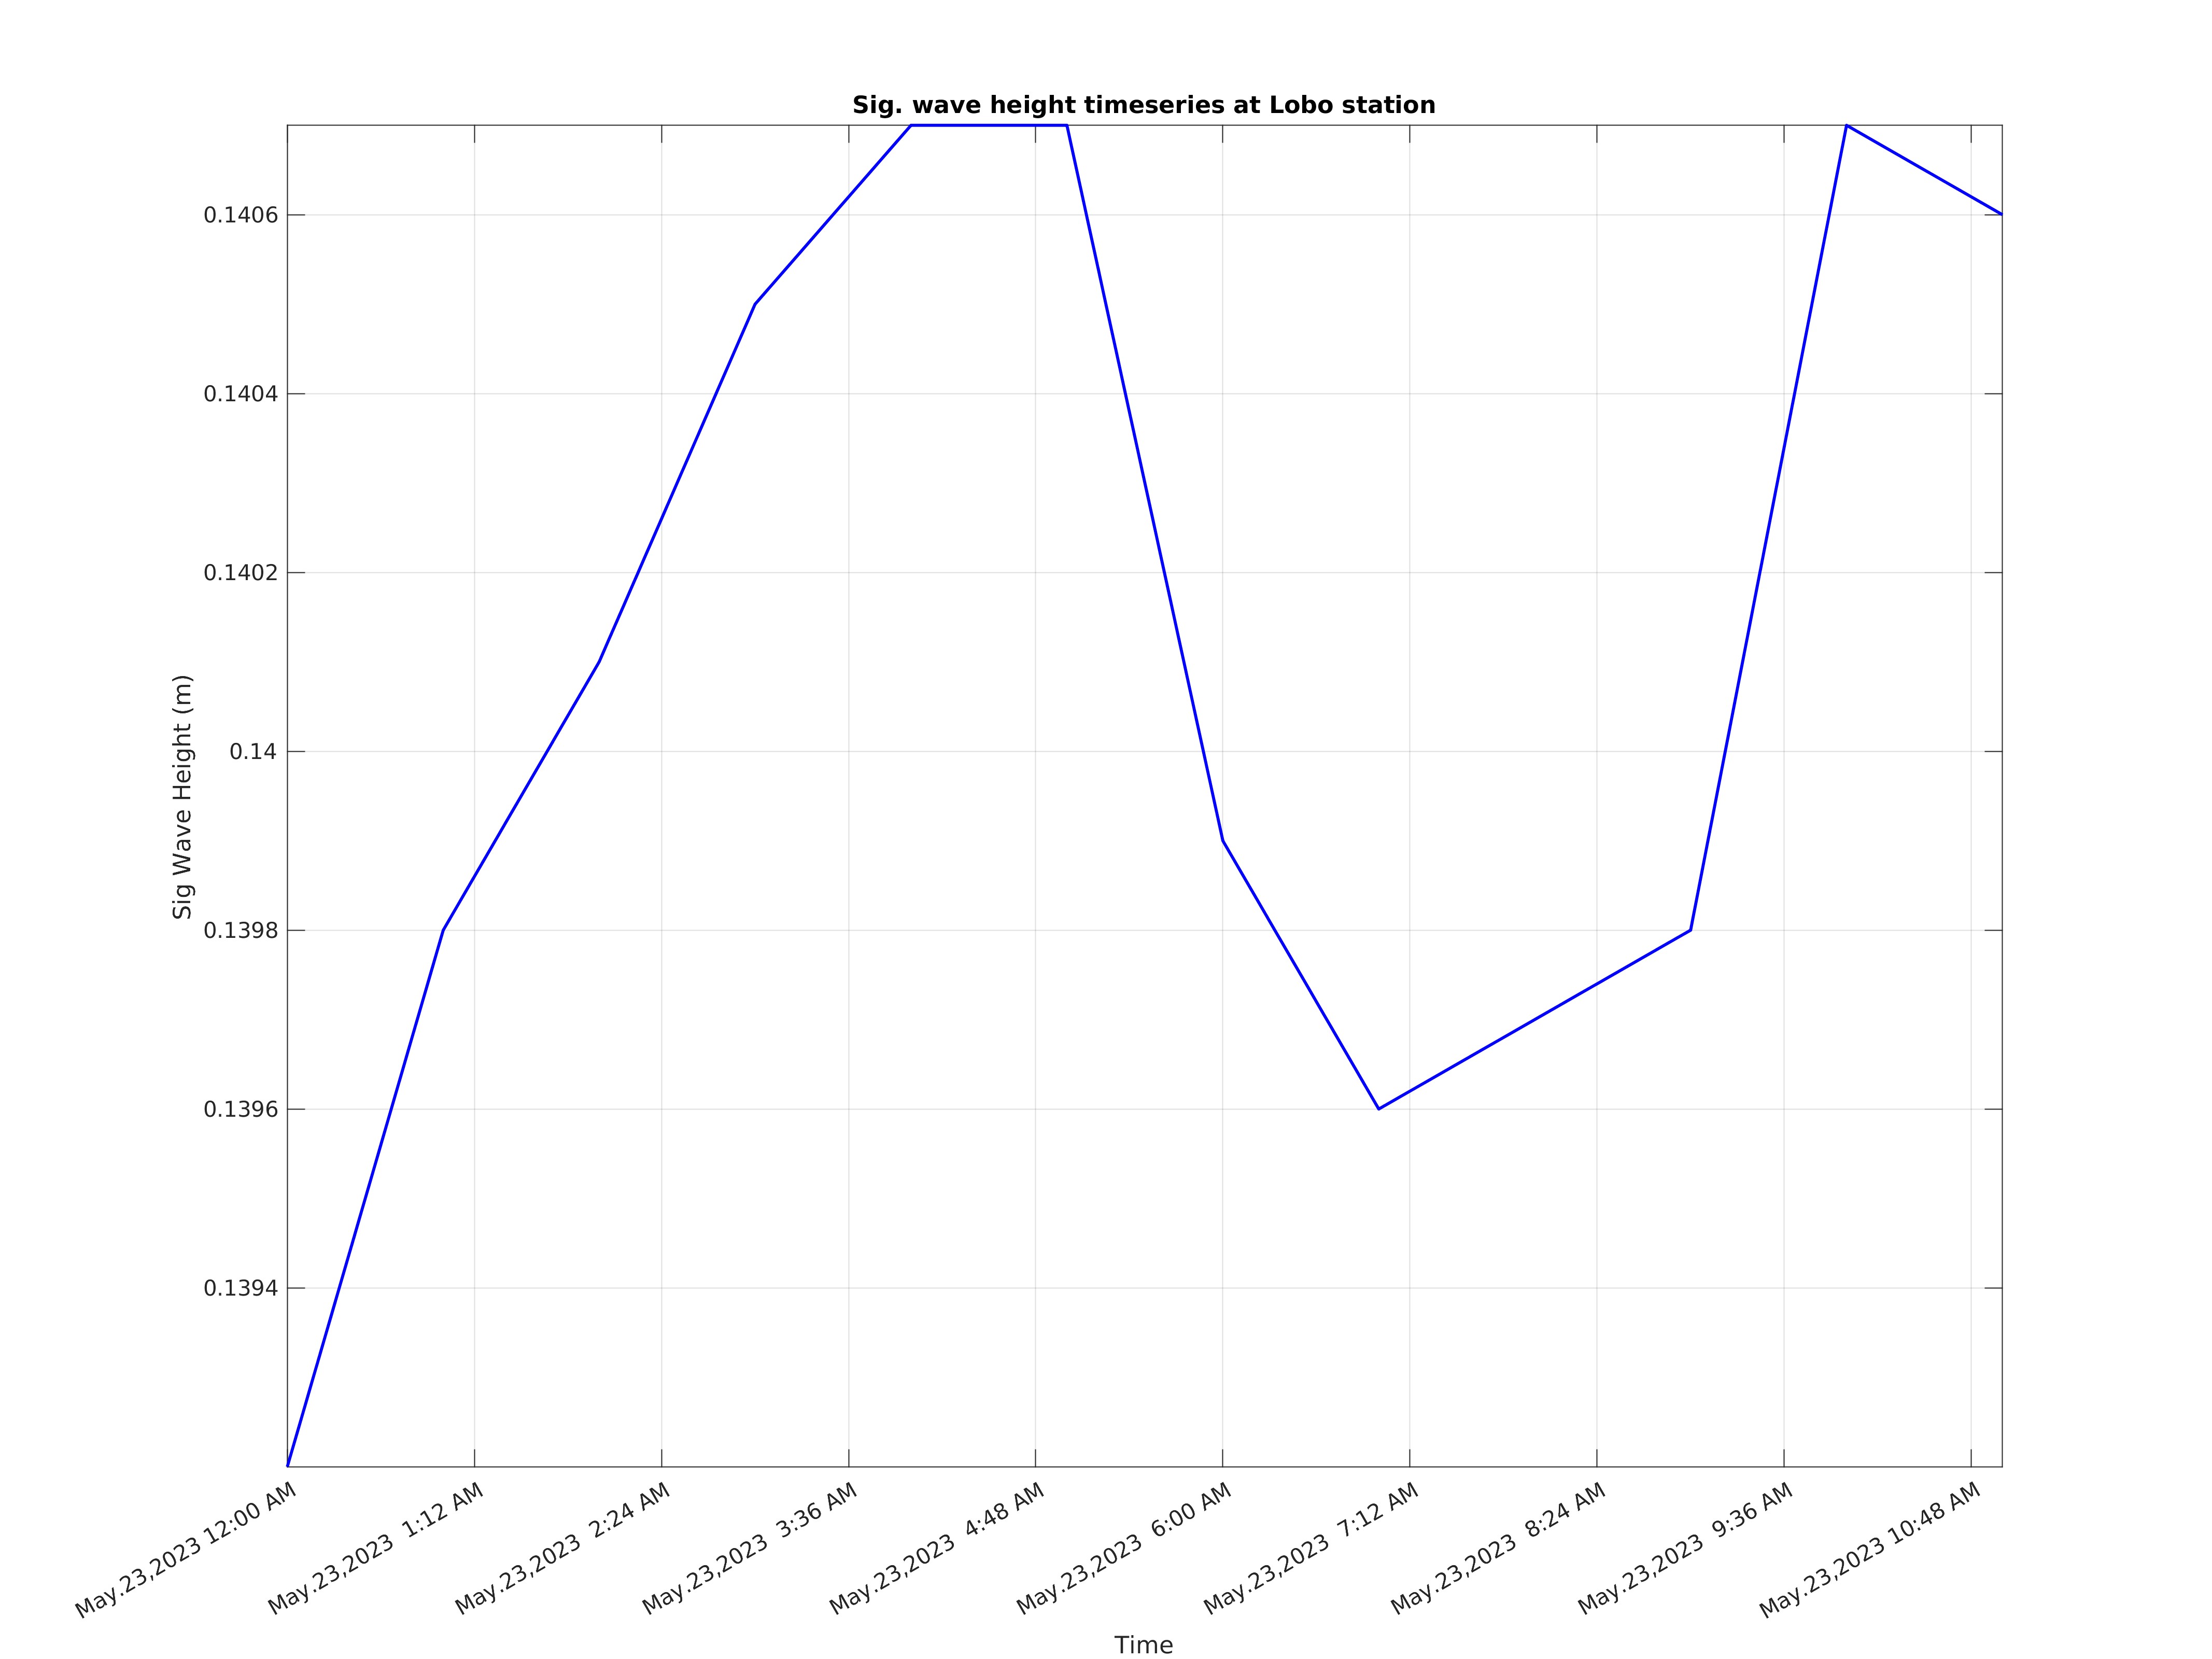 Sig. wave height timeseries at Lobo station
0.1406
0.1404
0.1402
0.14
0.1398
0.1396
0.1394
Sig Wave Height (m)
May.23,2023 12:00 AM
May.23,2023  1:12 AM
May.23,2023  2:24 AM
May.23,2023  3:36 AM
May.23,2023  4:48 AM
May.23,2023  6:00 AM
May.23,2023  7:12 AM
May.23,2023  8:24 AM
May.23,2023  9:36 AM
May.23,2023 10:48 AM
Time